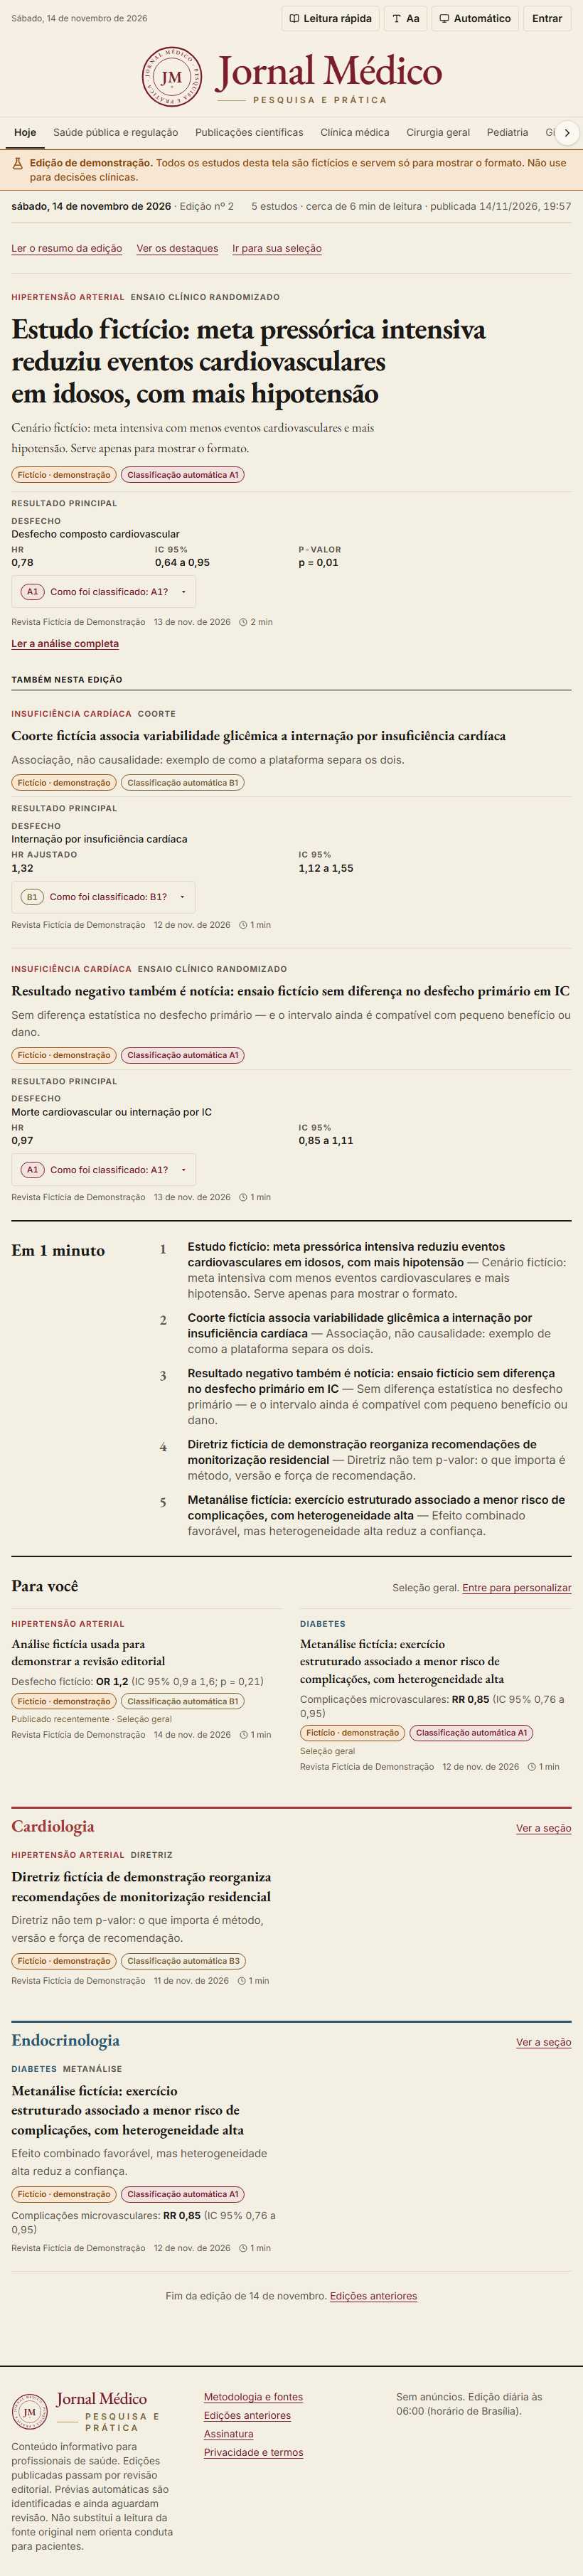 Sábado, 14 de novembro de 2026
Leitura rápida
Aa
Automático
Entrar
JORNAL MÉDICO · PESQUISA E PRÁTICA ·
JM
Jornal Médico
PESQUISA E PRÁTICA
Hoje
Saúde pública e regulação
Publicações científicas
Clínica médica
Cirurgia geral
Pediatria
Edição de demonstração. Todos os estudos desta tela são fictícios e servem só para mostrar o formato. Não use
para decisões clínicas.
sábado, 14 de novembro de 2026 · Edição nº 2
5 estudos · cerca de 6 min de leitura · publicada 14/11/2026, 19:57
Ler o resumo da edição
Ver os destaques
Ir para sua seleção
HIPERTENSÃO ARTERIAL ENSAIO CLÍNICO RANDOMIZADO
Estudo fictício: meta pressórica intensiva
reduziu eventos cardiovasculares
em idosos, com mais hipotensão
Cenário fictício: meta intensiva com menos eventos cardiovasculares e mais
hipotensão. Serve apenas para mostrar o formato.
Fictício · demonstração
Classificação automática A1
RESULTADO PRINCIPAL
DESFECHO
Desfecho composto cardiovascular
HR IC 95% P-VALOR
0,78 0,64 a 0,95 p = 0,01
A1 Como foi classificado: A1?
Revista Fictícia de Demonstração 13 de nov. de 2026 2 min
Ler a análise completa
TAMBÉM NESTA EDIÇÃO
INSUFICIÊNCIA CARDÍACA COORTE
Coorte fictícia associa variabilidade glicêmica a internação por insuficiência cardíaca
Associação, não causalidade: exemplo de como a plataforma separa os dois.
Fictício · demonstração
Classificação automática B1
RESULTADO PRINCIPAL
DESFECHO
Internação por insuficiência cardíaca
HR AJUSTADO IC 95%
1,32 1,12 a 1,55
B1 Como foi classificado: B1?
Revista Fictícia de Demonstração 12 de nov. de 2026 1 min
INSUFICIÊNCIA CARDÍACA ENSAIO CLÍNICO RANDOMIZADO
Resultado negativo também é notícia: ensaio fictício sem diferença no desfecho primário em IC
Sem diferença estatística no desfecho primário — e o intervalo ainda é compatível com pequeno benefício ou
dano.
Fictício · demonstração
Classificação automática A1
RESULTADO PRINCIPAL
DESFECHO
Morte cardiovascular ou internação por IC
HR IC 95%
0,97 0,85 a 1,11
A1 Como foi classificado: A1?
Revista Fictícia de Demonstração 13 de nov. de 2026 1 min
Em 1 minuto
1 Estudo fictício: meta pressórica intensiva reduziu eventos
cardiovasculares em idosos, com mais hipotensão — Cenário fictício:
meta intensiva com menos eventos cardiovasculares e mais
hipotensão. Serve apenas para mostrar o formato.
2 Coorte fictícia associa variabilidade glicêmica a internação por
insuficiência cardíaca — Associação, não causalidade: exemplo de
como a plataforma separa os dois.
3 Resultado negativo também é notícia: ensaio fictício sem diferença
no desfecho primário em IC — Sem diferença estatística no desfecho
primário — e o intervalo ainda é compatível com pequeno benefício ou
dano.
4 Diretriz fictícia de demonstração reorganiza recomendações de
monitorização residencial — Diretriz não tem p-valor: o que importa é
método, versão e força de recomendação.
5 Metanálise fictícia: exercício estruturado associado a menor risco de
complicações, com heterogeneidade alta — Efeito combinado
favorável, mas heterogeneidade alta reduz a confiança.
Para você
Seleção geral. Entre para personalizar
HIPERTENSÃO ARTERIAL
Análise fictícia usada para
demonstrar a revisão editorial
Desfecho fictício: OR 1,2 (IC 95% 0,9 a 1,6; p = 0,21)
Fictício · demonstração
Classificação automática B1
Publicado recentemente · Seleção geral
Revista Fictícia de Demonstração 14 de nov. de 2026 1 min
DIABETES
Metanálise fictícia: exercício
estruturado associado a menor risco de
complicações, com heterogeneidade alta
Complicações microvasculares: RR 0,85 (IC 95% 0,76 a
0,95)
Fictício · demonstração
Classificação automática A1
Seleção geral
Revista Fictícia de Demonstração 12 de nov. de 2026 1 min
Cardiologia
Ver a seção
HIPERTENSÃO ARTERIAL DIRETRIZ
Diretriz fictícia de demonstração reorganiza
recomendações de monitorização residencial
Diretriz não tem p-valor: o que importa é método,
versão e força de recomendação.
Fictício · demonstração
Classificação automática B3
Revista Fictícia de Demonstração 11 de nov. de 2026 1 min
Endocrinologia
Ver a seção
DIABETES METANÁLISE
Metanálise fictícia: exercício
estruturado associado a menor risco de
complicações, com heterogeneidade alta
Efeito combinado favorável, mas heterogeneidade
alta reduz a confiança.
Fictício · demonstração
Classificação automática A1
Complicações microvasculares: RR 0,85 (IC 95% 0,76 a
0,95)
Revista Fictícia de Demonstração 12 de nov. de 2026 1 min
Fim da edição de 14 de novembro. Edições anteriores
JM
Jornal Médico
PESQUISA E
PRÁTICA
Conteúdo informativo para
profissionais de saúde. Edições
publicadas passam por revisão
editorial. Prévias automáticas são
identificadas e ainda aguardam
revisão. Não substitui a leitura da
fonte original nem orienta conduta
para pacientes.
Metodologia e fontes
Edições anteriores
Assinatura
Privacidade e termos
Sem anúncios. Edição diária às
06:00 (horário de Brasília).